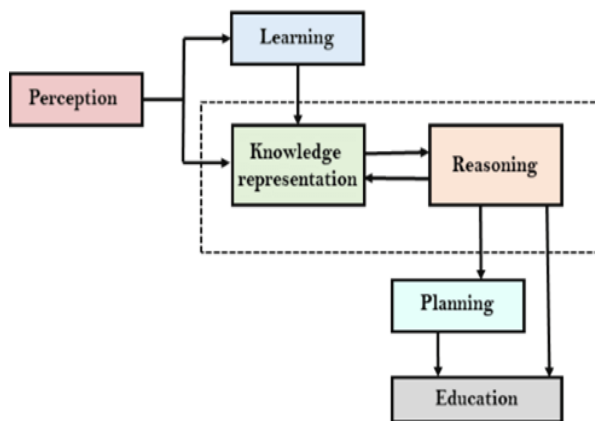 Learning
Perception
Knowledge
representation
Reasoning
Planning
Education